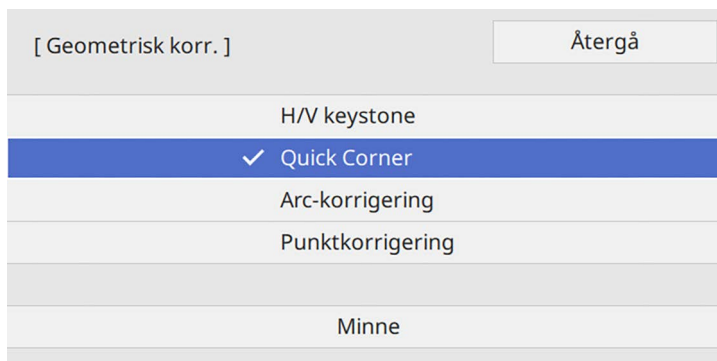 [ Geometrisk korr. ]
Återgå
H/V keystone
Quick Corner
Arc-korrigering
Punktkorrigering
Minne